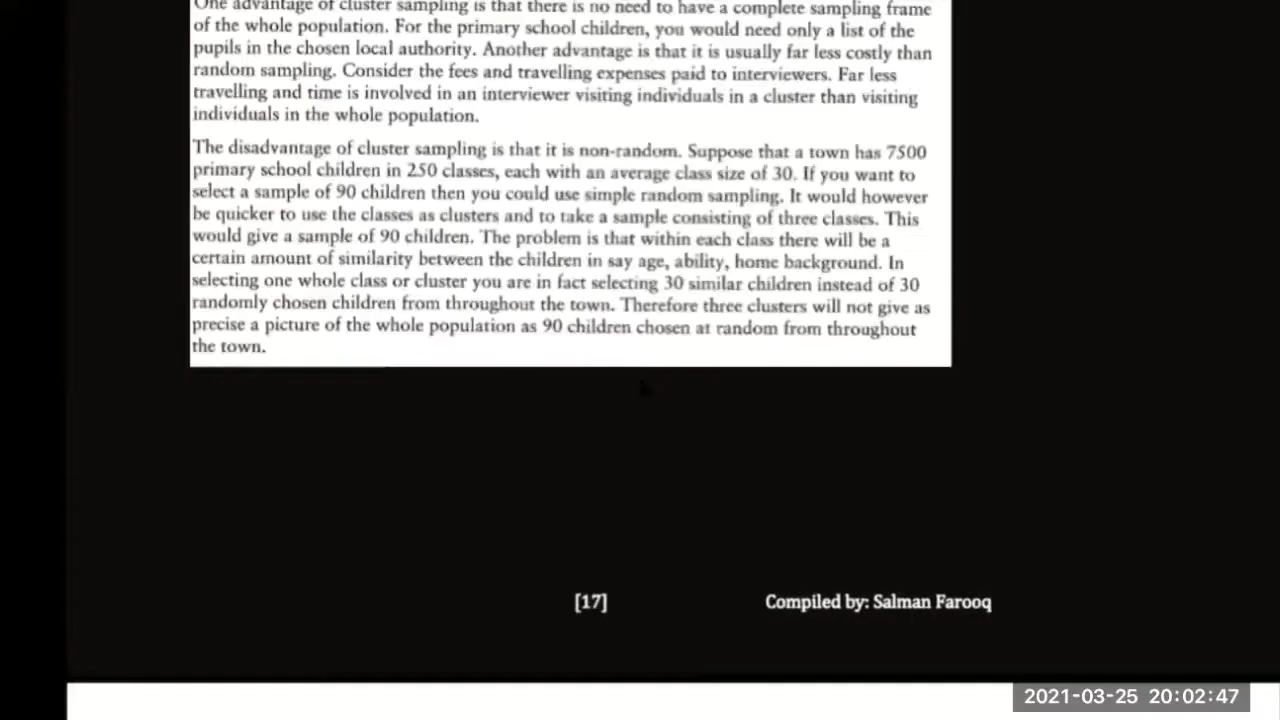 One advantage of cluster sampling is that there is no need to have a complete sampling frame
of the whole population. For the primary school children, you would need only a list of the
pupils in the chosen local authority. Another advantage is that it is usually far less costly than
random sampling. Consider the fees and travelling expenses paid to interviewers. Far less
travelling and time is involved in an interviewer visiting individuals in a cluster than visiting
individuals in the whole population.
The disadvantage of cluster sampling is that it is non-random. Suppose that a town has 7500
primary school children in 250 classes, each with an average class size of 30. If you want to
select a sample of 90 children then you could use simple random sampling. It would however
be quicker to use the classes as clusters and to take a sample consisting of three classes. This
would give a sample of 90 children. The problem is that within each class there will be a
certain amount of similarity between the children in say age, ability, home background. In
selecting one whole class or cluster you are in fact selecting 30 similar children instead of 30
randomly chosen children from throughout the town. Therefore three clusters will not give as
precise a picture of the whole population as 90 children chosen at random from throughout
the town.
[17]
Compiled by: Salman Farooq
2021-03-25 20:02:47